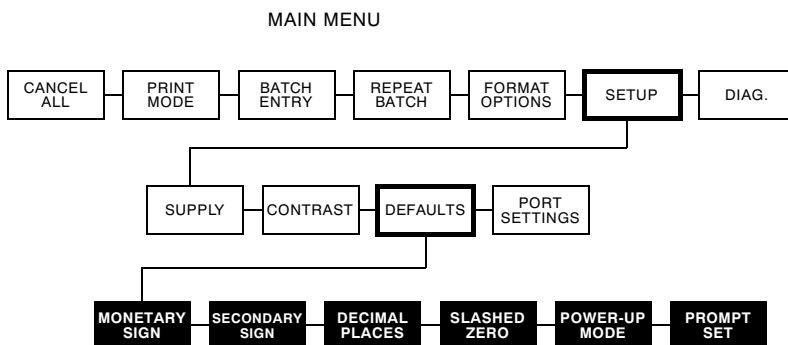 MAIN MENU
CANCEL
ALL
PRINT
MODE
BATCH
ENTRY
REPEAT
BATCH
FORMAT
OPTIONS
SETUP
DIAG.
SUPPLY
CONTRAST
DEFAULTS
PORT
SETTINGS
MONETARY
SIGN
SECONDARY
SIGN
DECIMAL
PLACES
SLASHED
ZERO
POWER-UP
MODE
PROMPT
SET